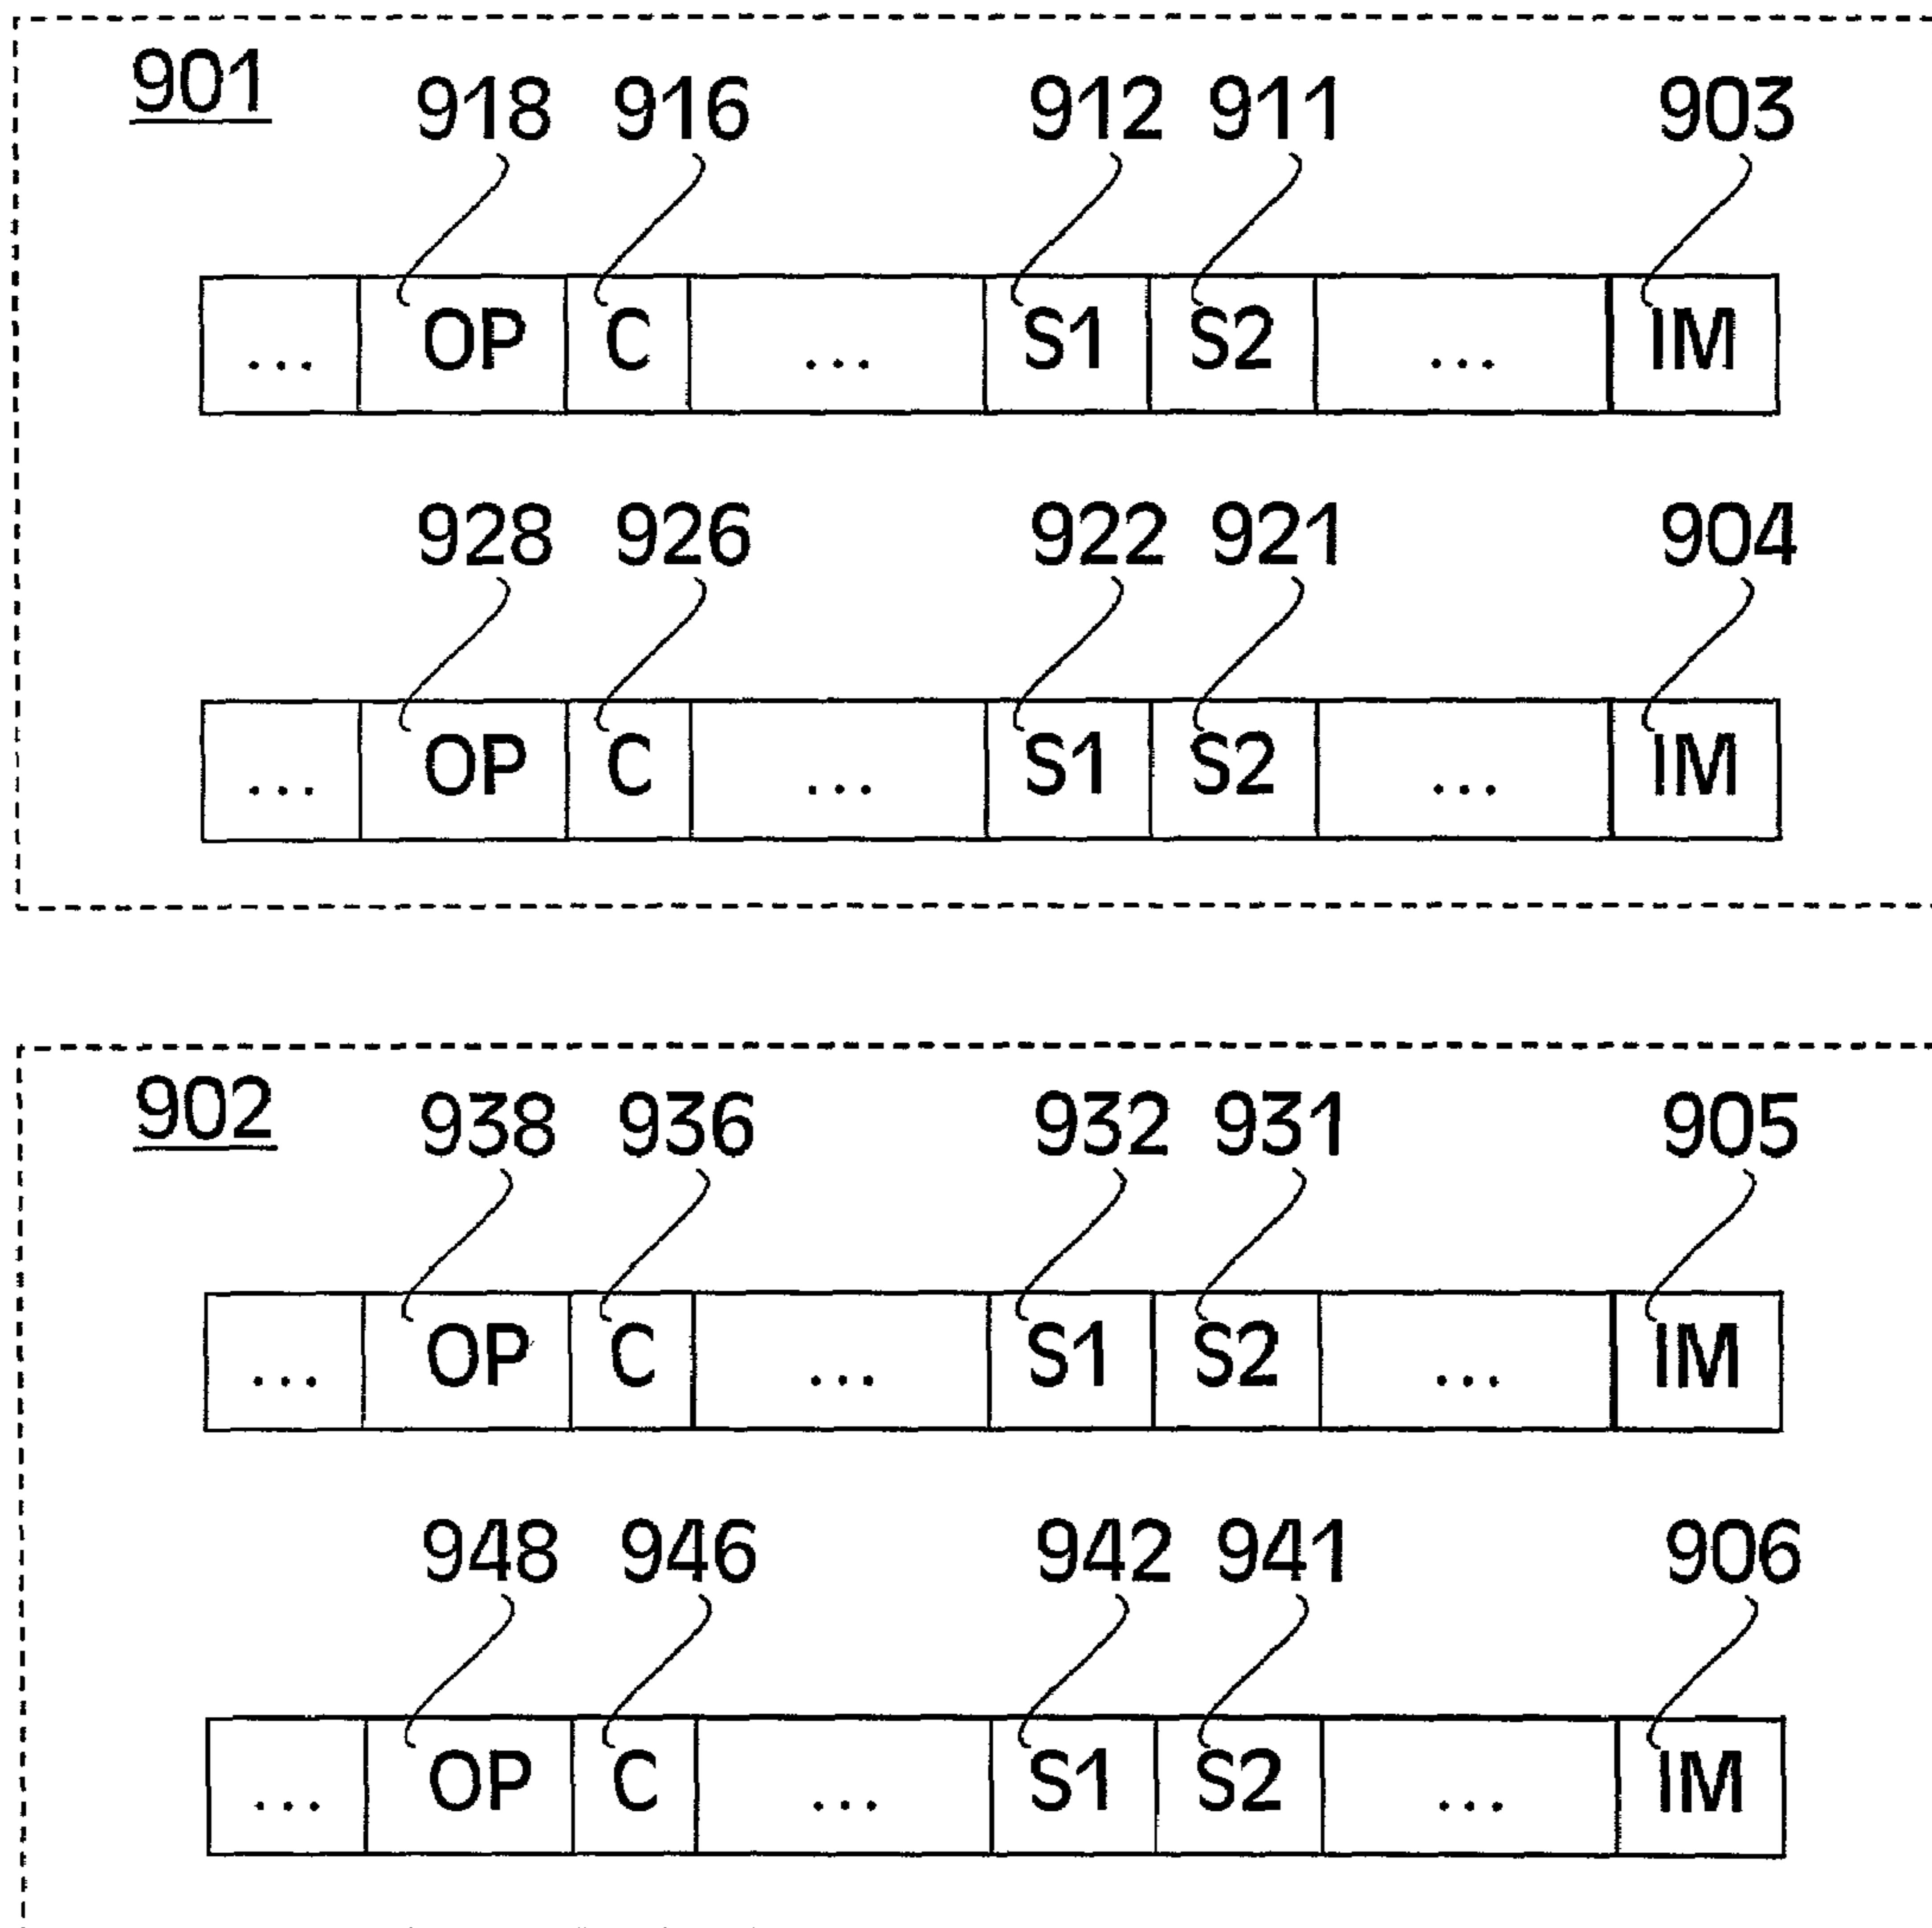 901
918 916 912 911 903
... OP C ... S1 S2 ... IM
928 926 922 921 904
... OP C ... S1 S2 ... IM
902
938 936 932 931 905
... OP C ... S1 S2 ... IM
948 946 942 941 906
... OP C ... S1 S2 ... IM